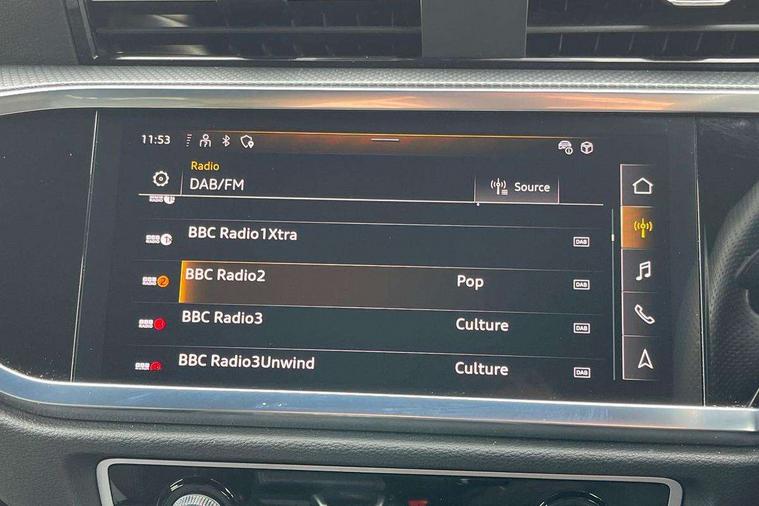 11:53
Radio
DAB/FM
Source
BBC Radio1Xtra
DAB
BBC Radio2 Pop
2 DAB
BBC Radio3 Culture
DAB
BBC Radio3Unwind Culture
DAB